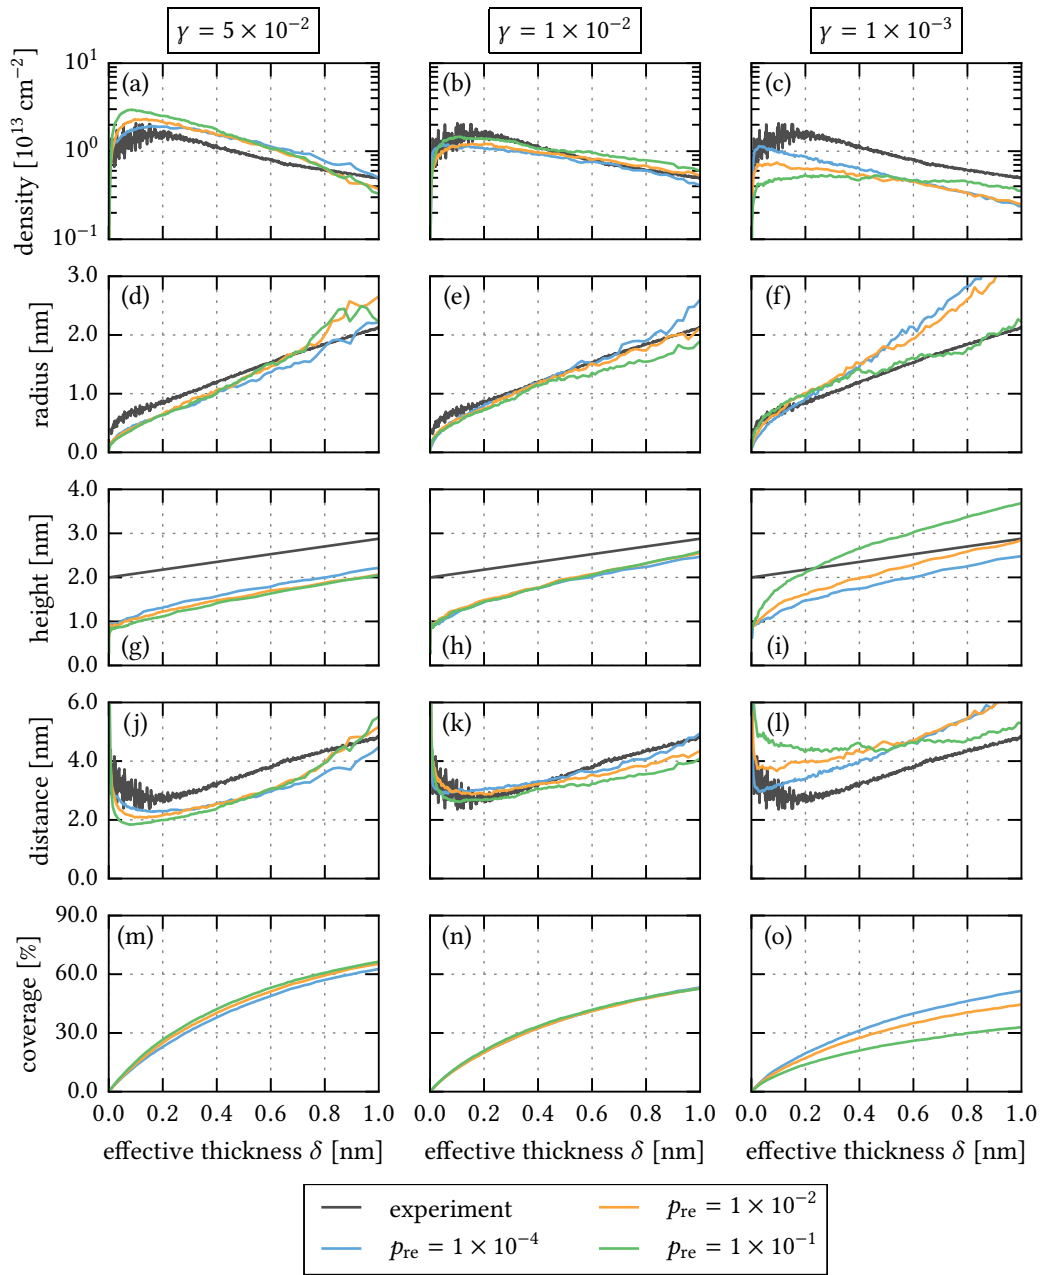 γ = 5 × 10⁻² γ = 1 × 10⁻² γ = 1 × 10⁻³
density [10¹³ cm⁻²]
10¹
10⁰
10⁻¹
(a) (b) (c)
radius [nm]
3.0
2.0
1.0
0.0
(d) (e) (f)
height [nm]
4.0
3.0
2.0
1.0
0.0
(g) (h) (i)
distance [nm]
6.0
4.0
2.0
0.0
(j) (k) (l)
coverage [%]
90.0
60.0
30.0
0.0
(m) (n) (o)
0.0 0.2 0.4 0.6 0.8 1.0 0.0 0.2 0.4 0.6 0.8 1.0 0.0 0.2 0.4 0.6 0.8 1.0
effective thickness δ [nm] effective thickness δ [nm] effective thickness δ [nm]
experiment p_re = 1 × 10⁻²
p_re = 1 × 10⁻⁴ p_re = 1 × 10⁻¹